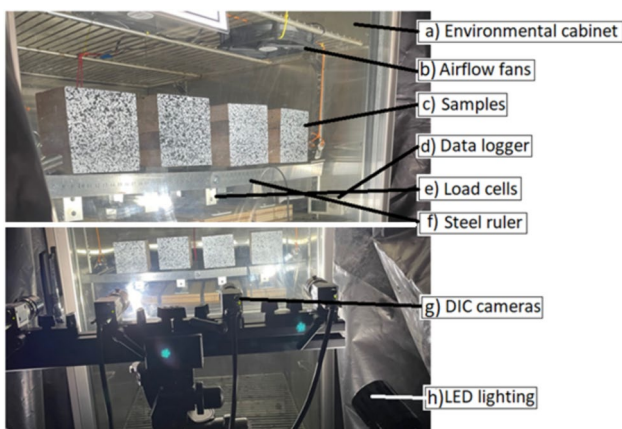 a) Environmental cabinet
b) Airflow fans
c) Samples
d) Data logger
e) Load cells
f) Steel ruler
g) DIC cameras
h) LED lighting